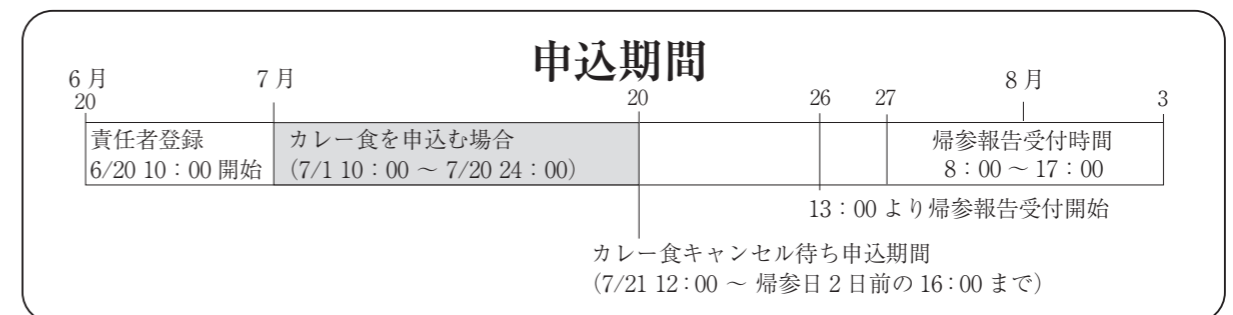 申込期間
6月
7月
8月
20
20
26
27
3
責任者登録
6/20 10：00 開始
カレー食を申込む場合
（7/1 10：00 ～ 7/20 24：00）
帰参報告受付時間
8：00～17：00
13：00 より帰参報告受付開始
カレー食キャンセル待ち申込期間
（7/21 12：00 ～ 帰参日2日前の16：00 まで）